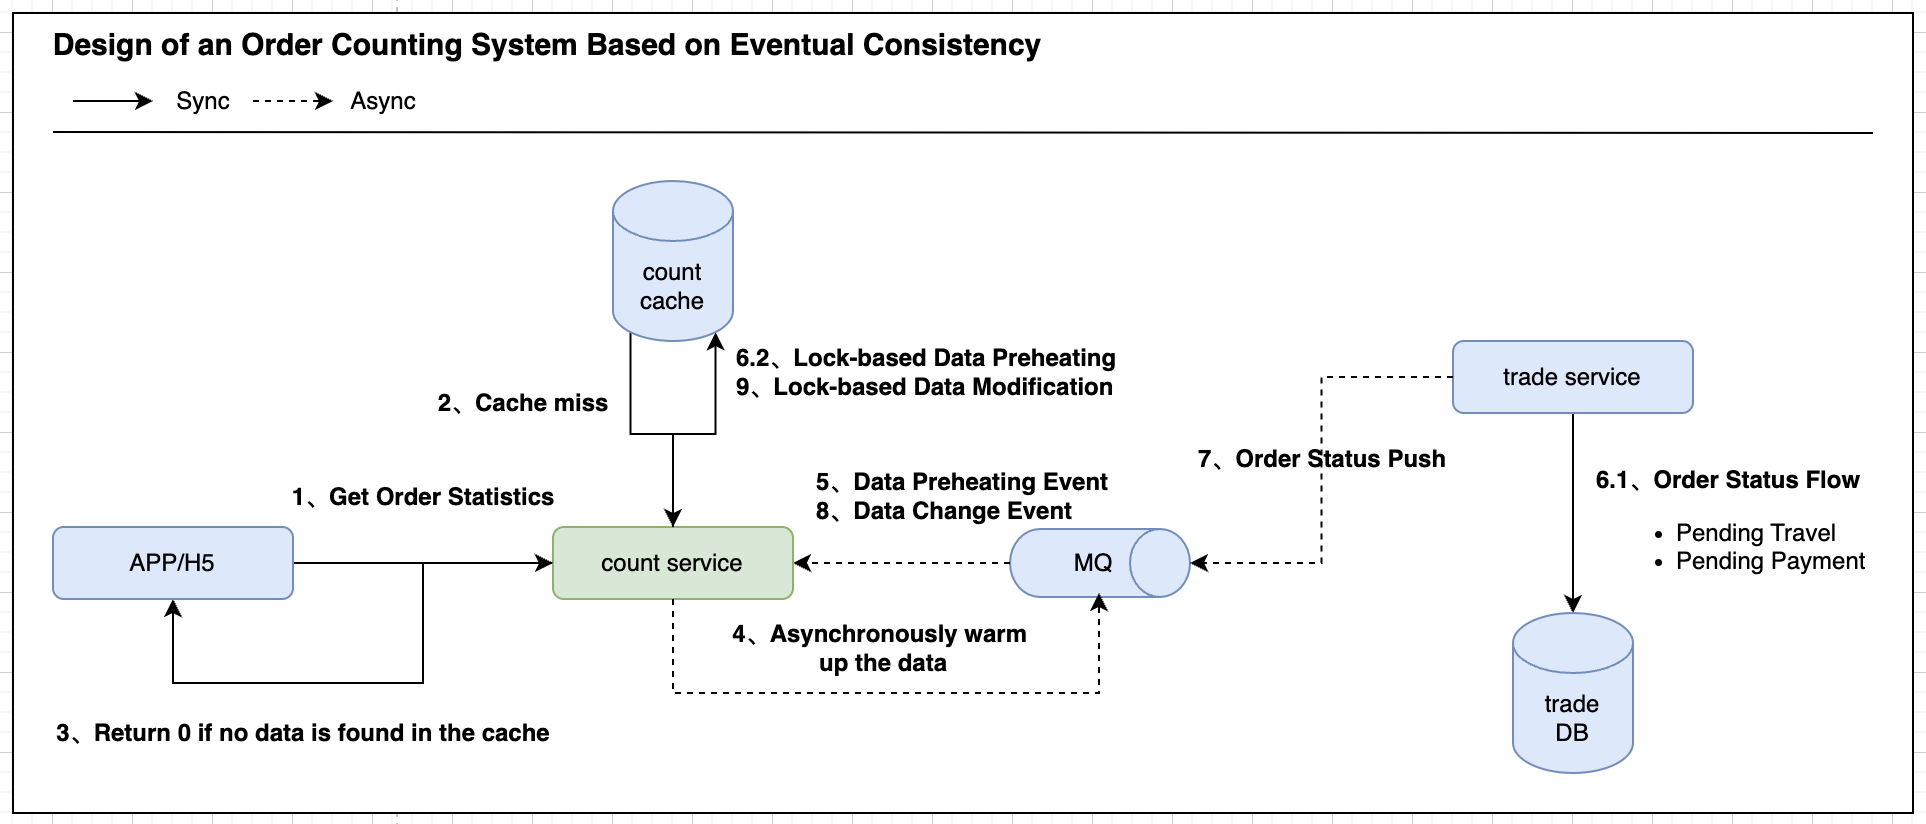 Design of an Order Counting System Based on Eventual Consistency
Sync
Async
count
cache
6.2、Lock-based Data Preheating
9、Lock-based Data Modification
2、Cache miss
trade service
7、Order Status Push
6.1、Order Status Flow
• Pending Travel
• Pending Payment
5、Data Preheating Event
8、Data Change Event
1、Get Order Statistics
APP/H5
count service
MQ
4、Asynchronously warm
up the data
3、Return 0 if no data is found in the cache
trade
DB